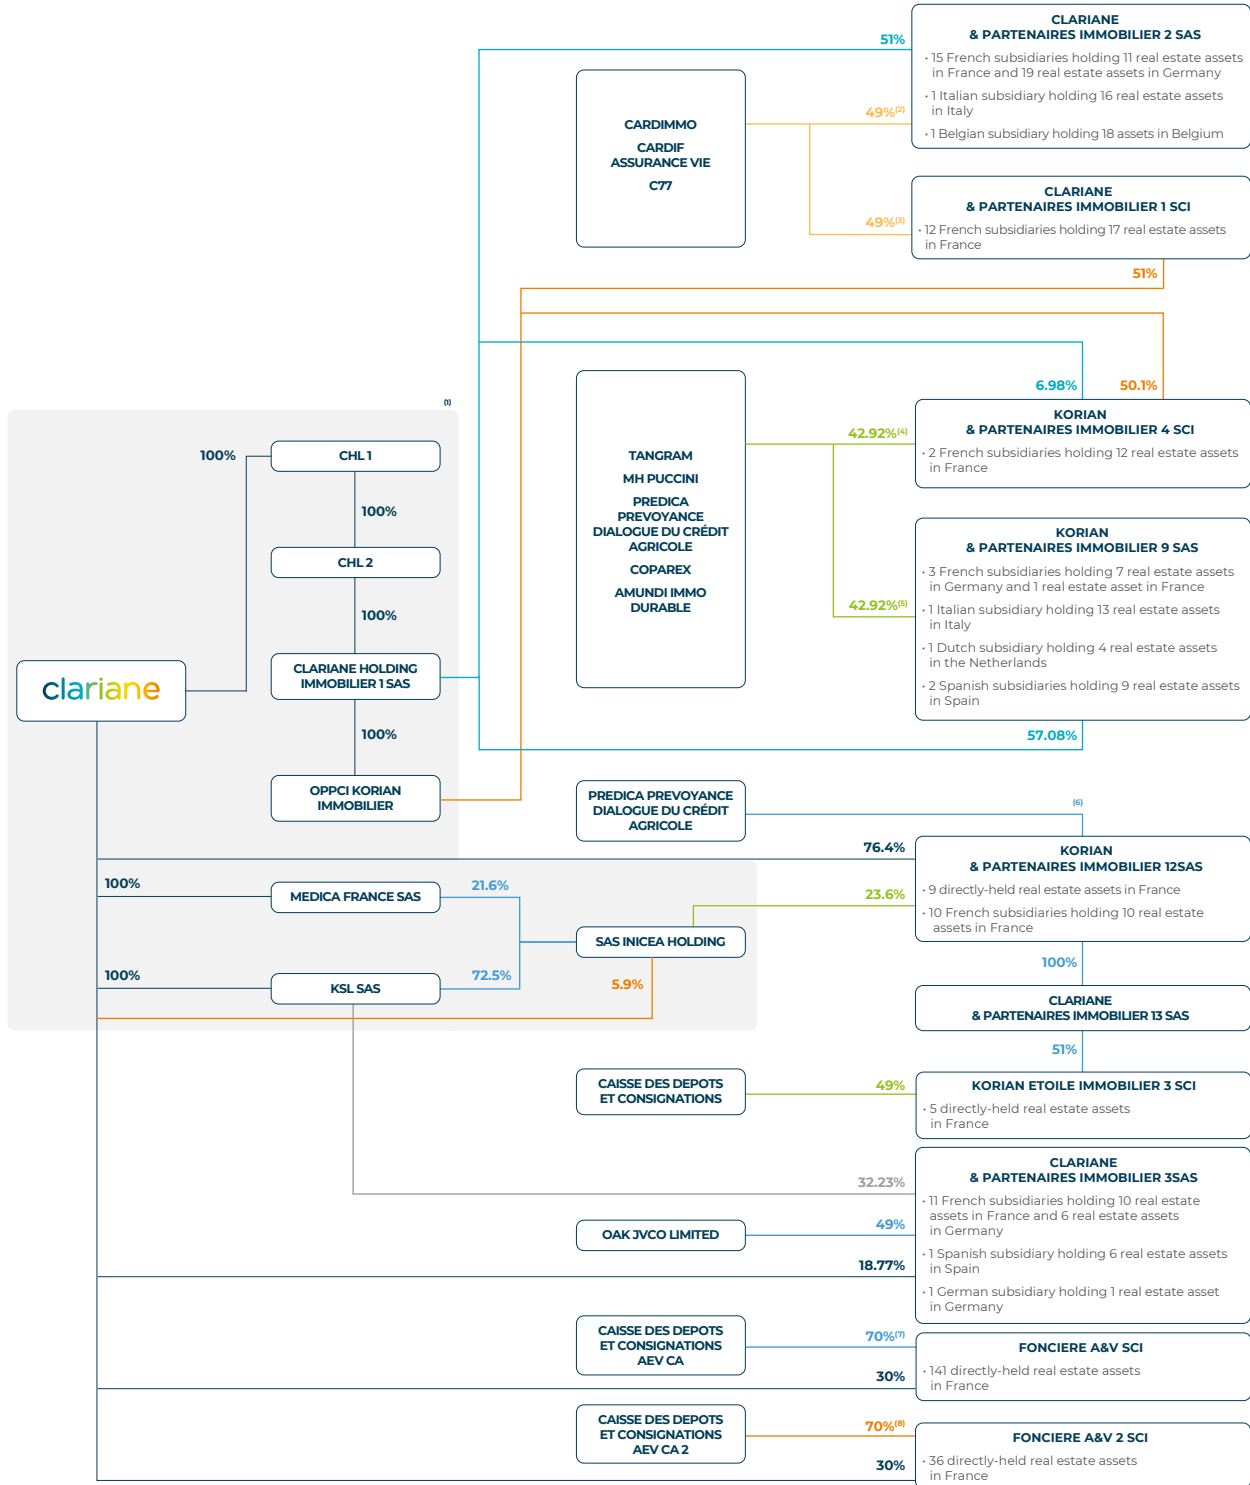 51%
CLARIANE
& PARTENAIRES IMMOBILIER 2 SAS
• 15 French subsidiaries holding 11 real estate assets
in France and 19 real estate assets in Germany
• 1 Italian subsidiary holding 16 real estate assets
in Italy
• 1 Belgian subsidiary holding 18 assets in Belgium
CARDIMMO
CARDIF
ASSURANCE VIE
C77
49%(2)
49%(3)
CLARIANE
& PARTENAIRES IMMOBILIER 1 SCI
• 12 French subsidiaries holding 17 real estate assets
in France
51%
6.98%
50.1%
TANGRAM
MH PUCCINI
PREDICA
PREVOYANCE
DIALOGUE DU CRÉDIT
AGRICOLE
COPAREX
AMUNDI IMMO
DURABLE
42.92%(4)
42.92%(5)
KORIAN
& PARTENAIRES IMMOBILIER 4 SCI
• 2 French subsidiaries holding 12 real estate assets
in France
KORIAN
& PARTENAIRES IMMOBILIER 9 SAS
• 3 French subsidiaries holding 7 real estate assets
in Germany and 1 real estate asset in France
• 1 Italian subsidiary holding 13 real estate assets
in Italy
• 1 Dutch subsidiary holding 4 real estate assets
in the Netherlands
• 2 Spanish subsidiaries holding 9 real estate assets
in Spain
57.08%
(1)
100%
CHL 1
100%
CHL 2
100%
clariane
CLARIANE HOLDING
IMMOBILIER 1 SAS
100%
OPPCI KORIAN
IMMOBILIER
PREDICA PREVOYANCE
DIALOGUE DU CRÉDIT
AGRICOLE
(6)
76.4%
KORIAN
& PARTENAIRES IMMOBILIER 12SAS
• 9 directly-held real estate assets in France
• 10 French subsidiaries holding 10 real estate
assets in France
100%
MEDICA FRANCE SAS
21.6%
23.6%
SAS INICEA HOLDING
100%
KSL SAS
72.5%
5.9%
100%
CLARIANE
& PARTENAIRES IMMOBILIER 13 SAS
51%
CAISSE DES DEPOTS
ET CONSIGNATIONS
49%
KORIAN ETOILE IMMOBILIER 3 SCI
• 5 directly-held real estate assets
in France
32.23%
OAK JVCO LIMITED
49%
18.77%
CLARIANE
& PARTENAIRES IMMOBILIER 3SAS
• 11 French subsidiaries holding 10 real estate
assets in France and 6 real estate assets
in Germany
• 1 Spanish subsidiary holding 6 real estate assets
in Spain
• 1 German subsidiary holding 1 real estate asset
in Germany
CAISSE DES DEPOTS
ET CONSIGNATIONS
AEV CA
70%(7)
30%
FONCIERE A&V SCI
• 141 directly-held real estate assets
in France
CAISSE DES DEPOTS
ET CONSIGNATIONS
AEV CA 2
70%(8)
30%
FONCIERE A&V 2 SCI
• 36 directly-held real estate assets
in France